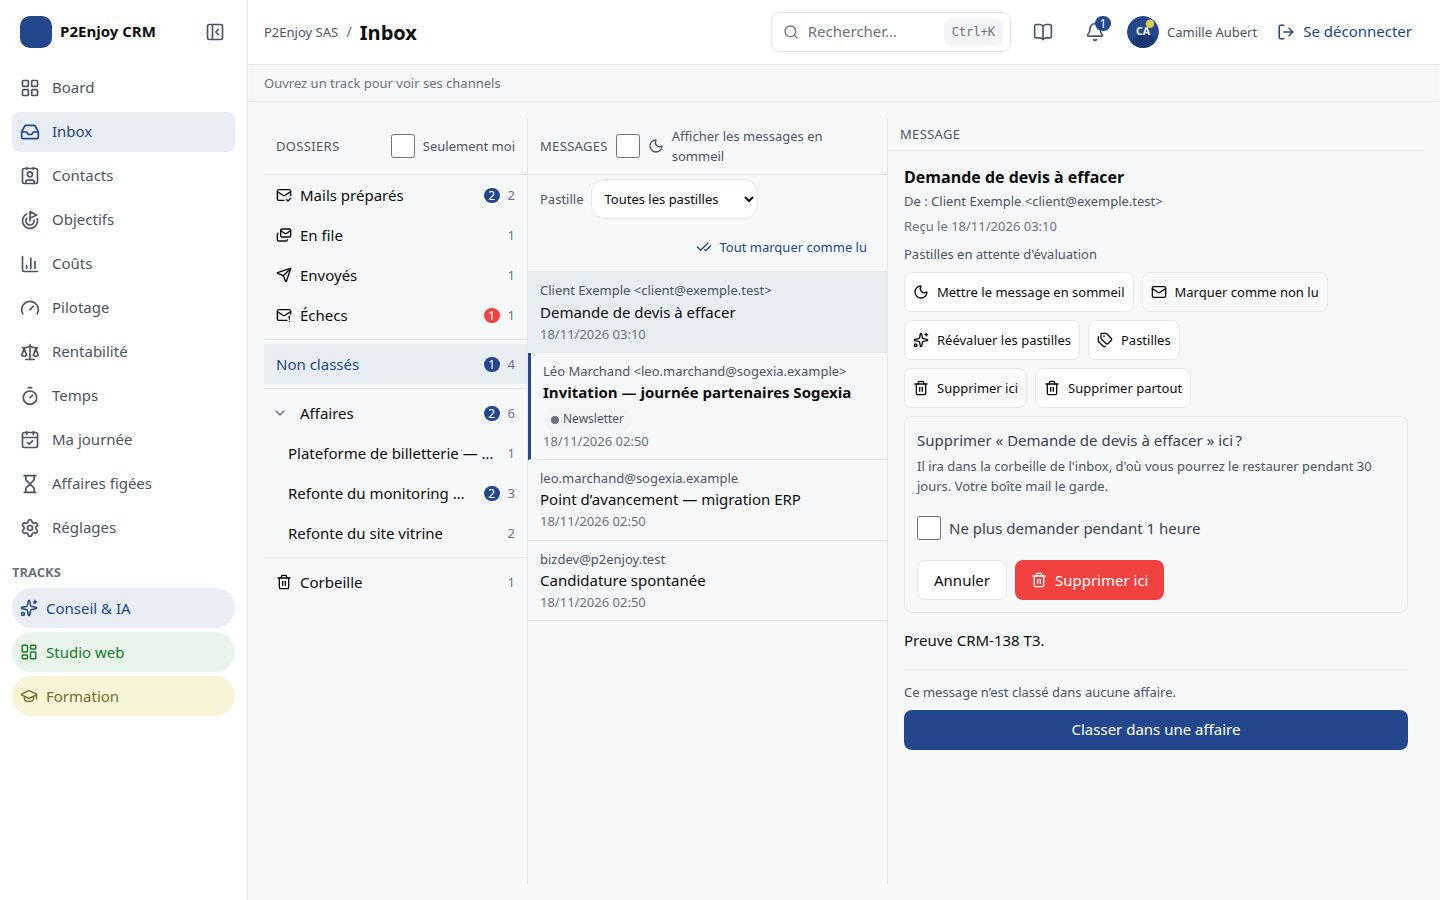 P2Enjoy CRM
Board
Inbox
Contacts
Objectifs
Coûts
Pilotage
Rentabilité
Temps
Ma journée
Affaires figées
Réglages
TRACKS
Conseil & IA
Studio web
Formation
P2Enjoy SAS / Inbox
Rechercher... Ctrl+K
1
CA Camille Aubert
Se déconnecter
Ouvrez un track pour voir ses channels
DOSSIERS Seulement moi
Mails préparés 2 2
En file 1
Envoyés 1
Échecs 1 1
Non classés 1 4
Affaires 2 6
Plateforme de billetterie — ... 1
Refonte du monitoring ... 2 3
Refonte du site vitrine 2
Corbeille 1
MESSAGES Afficher les messages en
sommeil
Pastille Toutes les pastilles
Tout marquer comme lu
Client Exemple <client@exemple.test>
Demande de devis à effacer
18/11/2026 03:10
Léo Marchand <leo.marchand@sogexia.example>
Invitation — journée partenaires Sogexia
Newsletter
18/11/2026 02:50
leo.marchand@sogexia.example
Point d’avancement — migration ERP
18/11/2026 02:50
bizdev@p2enjoy.test
Candidature spontanée
18/11/2026 02:50
MESSAGE
Demande de devis à effacer
De : Client Exemple <client@exemple.test>
Reçu le 18/11/2026 03:10
Pastilles en attente d'évaluation
Mettre le message en sommeil Marquer comme non lu
Réévaluer les pastilles Pastilles
Supprimer ici Supprimer partout
Supprimer « Demande de devis à effacer » ici ?
Il ira dans la corbeille de l'inbox, d'où vous pourrez le restaurer pendant 30
jours. Votre boîte mail le garde.
Ne plus demander pendant 1 heure
Annuler Supprimer ici
Preuve CRM-138 T3.
Ce message n’est classé dans aucune affaire.
Classer dans une affaire